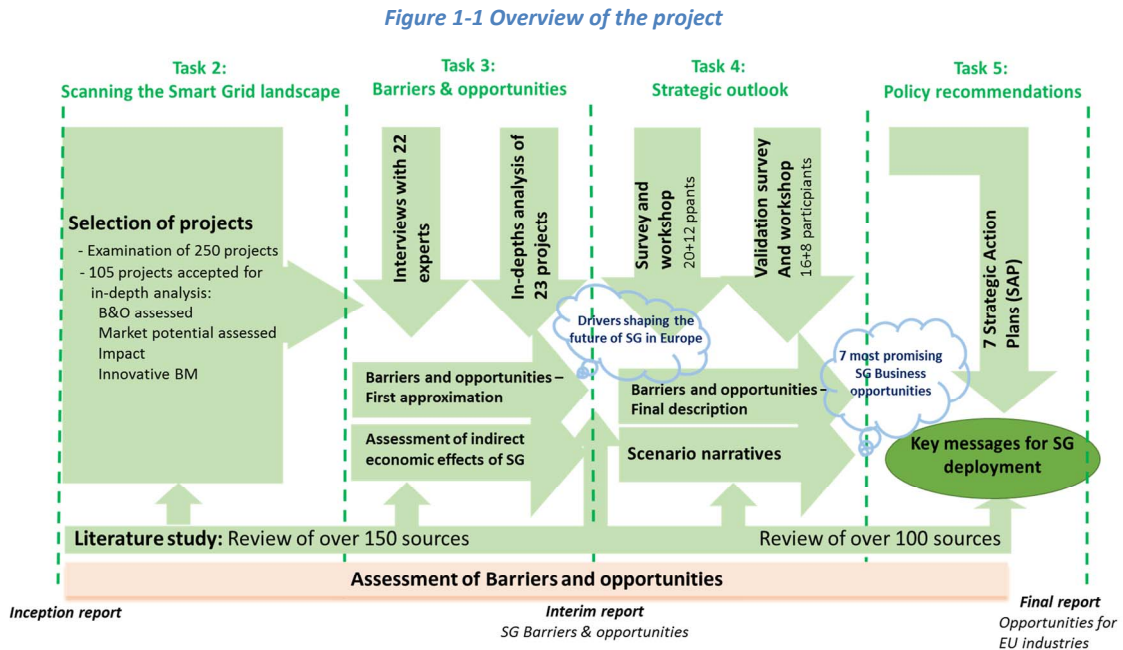 Figure 1-1 Overview of the project
Task 2:
Scanning the Smart Grid landscape
Task 3:
Barriers & opportunities
Task 4:
Strategic outlook
Task 5:
Policy recommendations
Selection of projects
- Examination of 250 projects
- 105 projects accepted for
in-depth analysis:
B&O assessed
Market potential assessed
Impact
Innovative BM
Interviews with 22
experts
In-depths analysis of
23 projects
Survey and
workshop
20+12 ppants
Validation survey
And workshop
16+8 particpiants
7 Strategic Action
Plans (SAP)
Drivers shaping the
future of SG in Europe
7 most promising
SG Business
opportunities
Barriers and opportunities –
First approximation
Assessment of indirect
economic effects of SG
Barriers and opportunities –
Final description
Scenario narratives
Key messages for SG
deployment
Literature study: Review of over 150 sources
Review of over 100 sources
Assessment of Barriers and opportunities
Inception report
Interim report
SG Barriers & opportunities
Final report
Opportunities for
EU industries